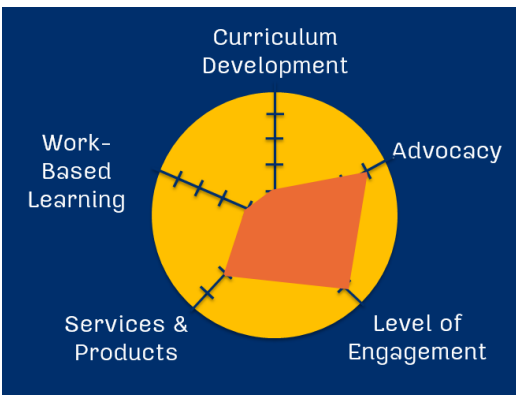 Curriculum
Development
Advocacy
Work-
Based
Learning
Services &
Products
Level of
Engagement